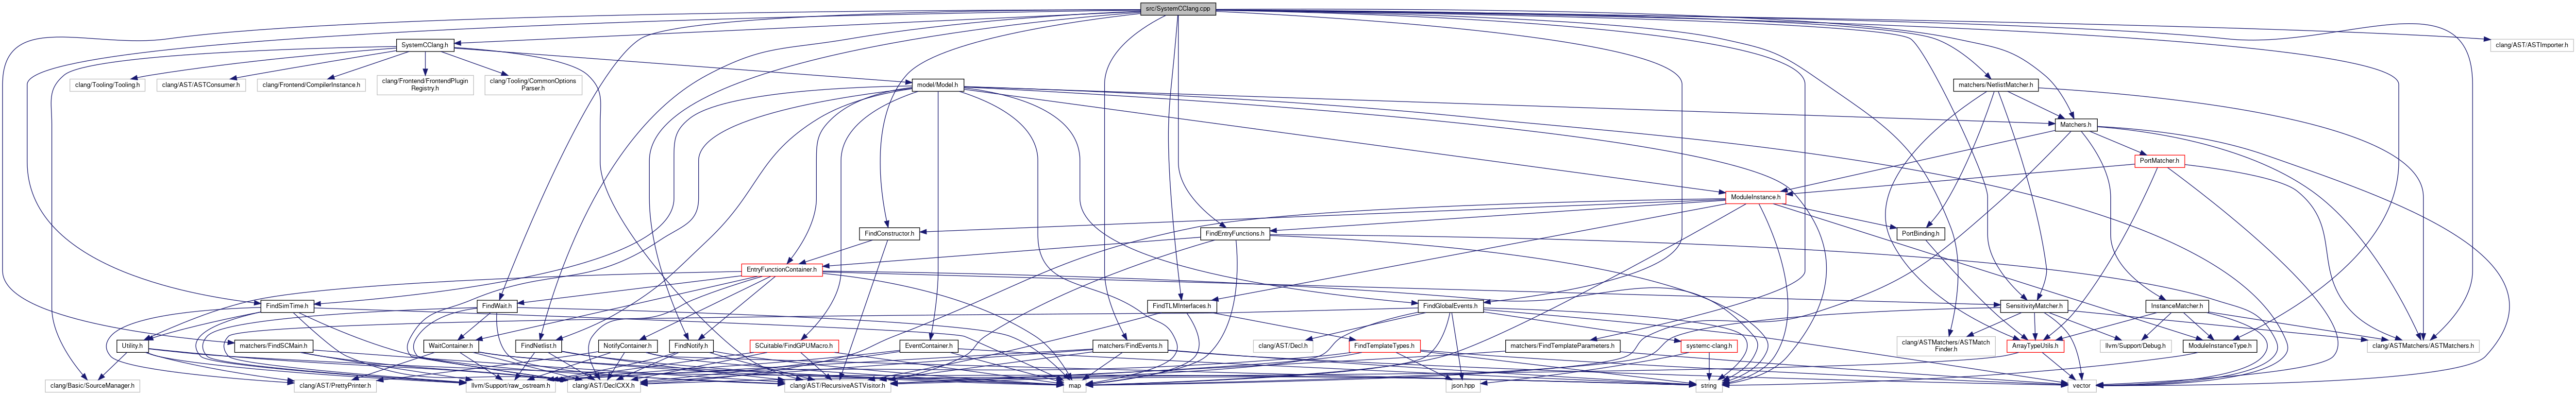 src/SystemCClang.cpp
SystemCClang.h
clang/AST/ASTImporter.h
clang/Tooling/Tooling.h
clang/AST/ASTConsumer.h
clang/Frontend/CompilerInstance.h
clang/Frontend/FrontendPlugin
Registry.h
clang/Tooling/CommonOptions
Parser.h
model/Model.h
matchers/NetlistMatcher.h
Matchers.h
PortMatcher.h
ModuleInstance.h
FindConstructor.h
FindEntryFunctions.h
PortBinding.h
EntryFunctionContainer.h
FindSimTime.h
FindWait.h
FindTLMInterfaces.h
FindGlobalEvents.h
SensitivityMatcher.h
InstanceMatcher.h
Utility.h
matchers/FindSCMain.h
WaitContainer.h
FindNetlist.h
NotifyContainer.h
FindNotify.h
SCuitable/FindGPUMacro.h
EventContainer.h
matchers/FindEvents.h
clang/AST/Decl.h
FindTemplateTypes.h
matchers/FindTemplateParameters.h
systemc-clang.h
clang/ASTMatchers/ASTMatch
Finder.h
ArrayTypeUtils.h
llvm/Support/Debug.h
ModuleInstanceType.h
clang/ASTMatchers/ASTMatchers.h
clang/Basic/SourceManager.h
clang/AST/PrettyPrinter.h
llvm/Support/raw_ostream.h
clang/AST/DeclCXX.h
clang/AST/RecursiveASTVisitor.h
map
json.hpp
string
vector